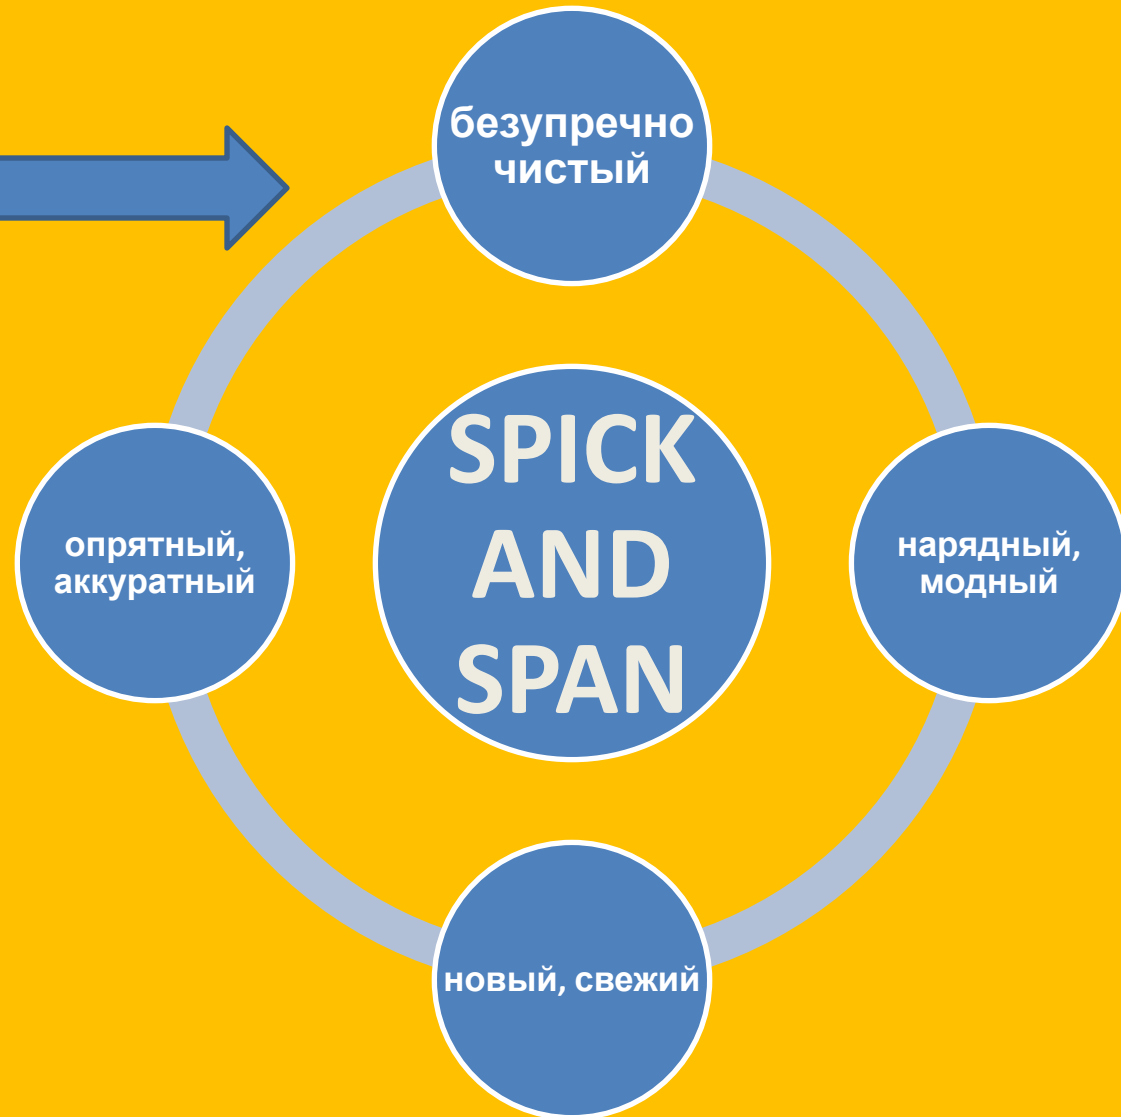 безупречно
чистый
опрятный,
аккуратный
SPICK
AND
SPAN
нарядный,
модный
новый, свежий